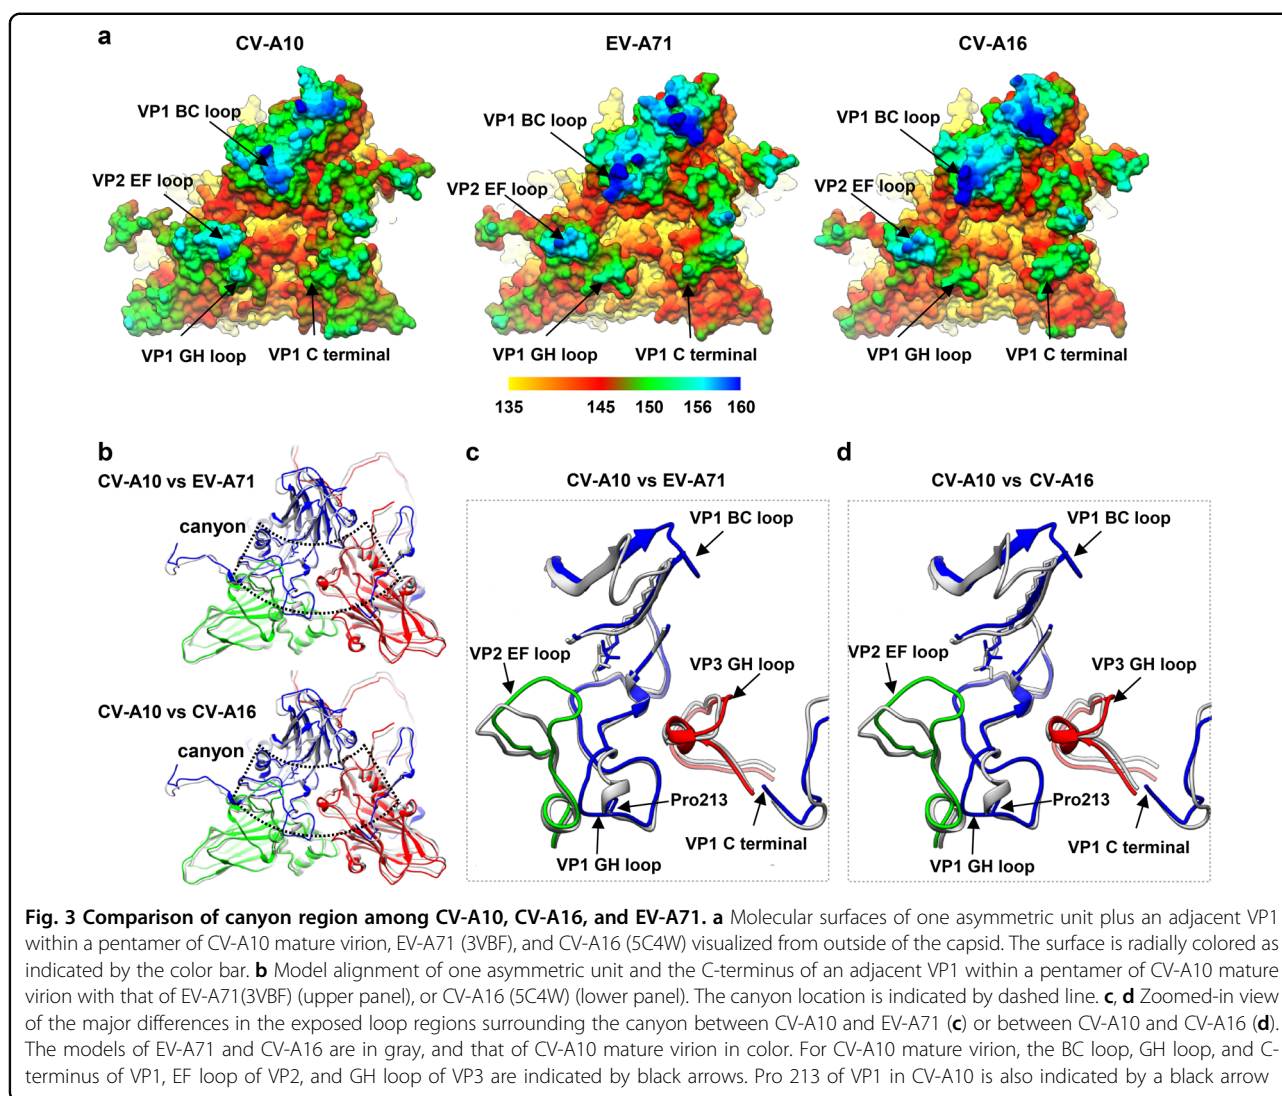 a
CV-A10
EV-A71
CV-A16
VP1 BC loop
VP2 EF loop
VP1 GH loop
VP1 C terminal
VP1 BC loop
VP2 EF loop
VP1 GH loop
VP1 C terminal
VP1 BC loop
VP2 EF loop
VP1 GH loop
VP1 C terminal
135 145 150 156 160
b
CV-A10 vs EV-A71
canyon
CV-A10 vs CV-A16
canyon
c
CV-A10 vs EV-A71
VP1 BC loop
VP2 EF loop
VP3 GH loop
Pro213
VP1 C terminal
VP1 GH loop
d
CV-A10 vs CV-A16
VP1 BC loop
VP2 EF loop
VP3 GH loop
Pro213
VP1 C terminal
VP1 GH loop
Fig. 3 Comparison of canyon region among CV-A10, CV-A16, and EV-A71. a Molecular surfaces of one asymmetric unit plus an adjacent VP1
within a pentamer of CV-A10 mature virion, EV-A71 (3VBF), and CV-A16 (5C4W) visualized from outside of the capsid. The surface is radially colored as
indicated by the color bar. b Model alignment of one asymmetric unit and the C-terminus of an adjacent VP1 within a pentamer of CV-A10 mature
virion with that of EV-A71(3VBF) (upper panel), or CV-A16 (5C4W) (lower panel). The canyon location is indicated by dashed line. c, d Zoomed-in view
of the major differences in the exposed loop regions surrounding the canyon between CV-A10 and EV-A71 (c) or between CV-A10 and CV-A16 (d).
The models of EV-A71 and CV-A16 are in gray, and that of CV-A10 mature virion in color. For CV-A10 mature virion, the BC loop, GH loop, and C-
terminus of VP1, EF loop of VP2, and GH loop of VP3 are indicated by black arrows. Pro 213 of VP1 in CV-A10 is also indicated by a black arrow